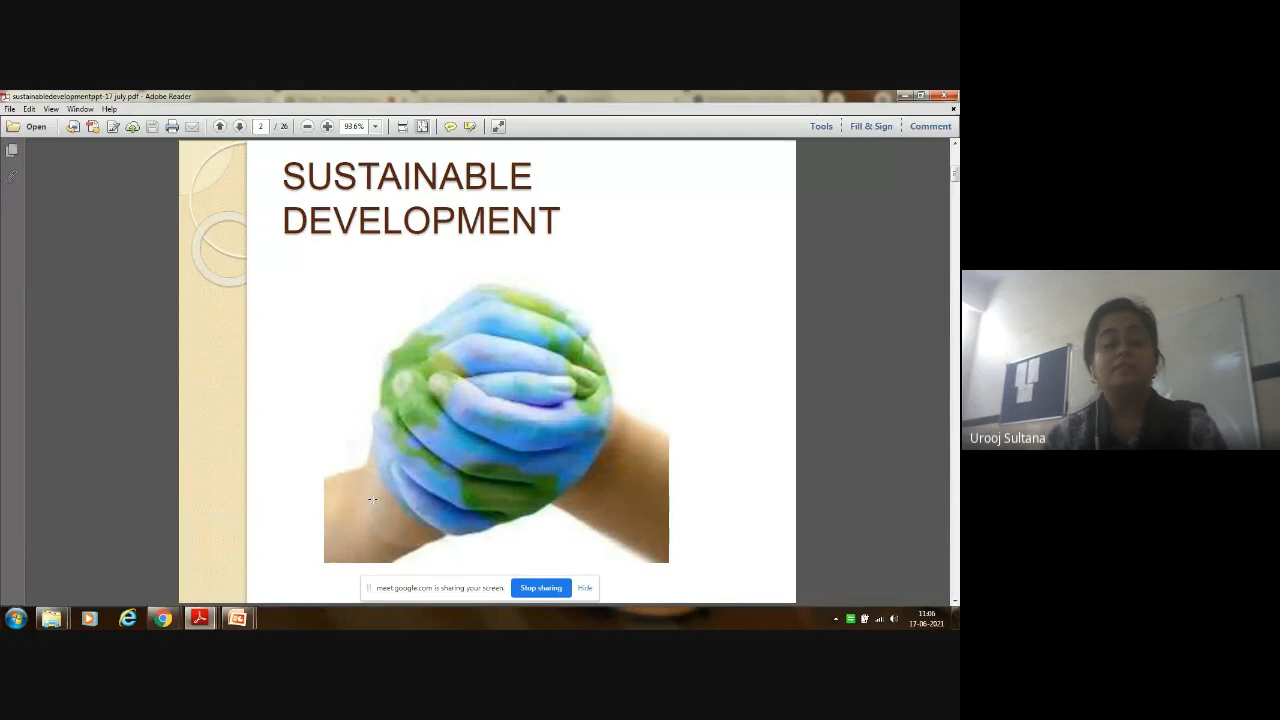 sustainabledevelopmentppt-17 july.pdf - Adobe Reader
File Edit View Window Help
Open 2 / 26 93.6% Tools Fill & Sign Comment
SUSTAINABLE
DEVELOPMENT
Urooj Sultana
meet.google.com is sharing your screen. Stop sharing Hide
11:06
17-06-2021